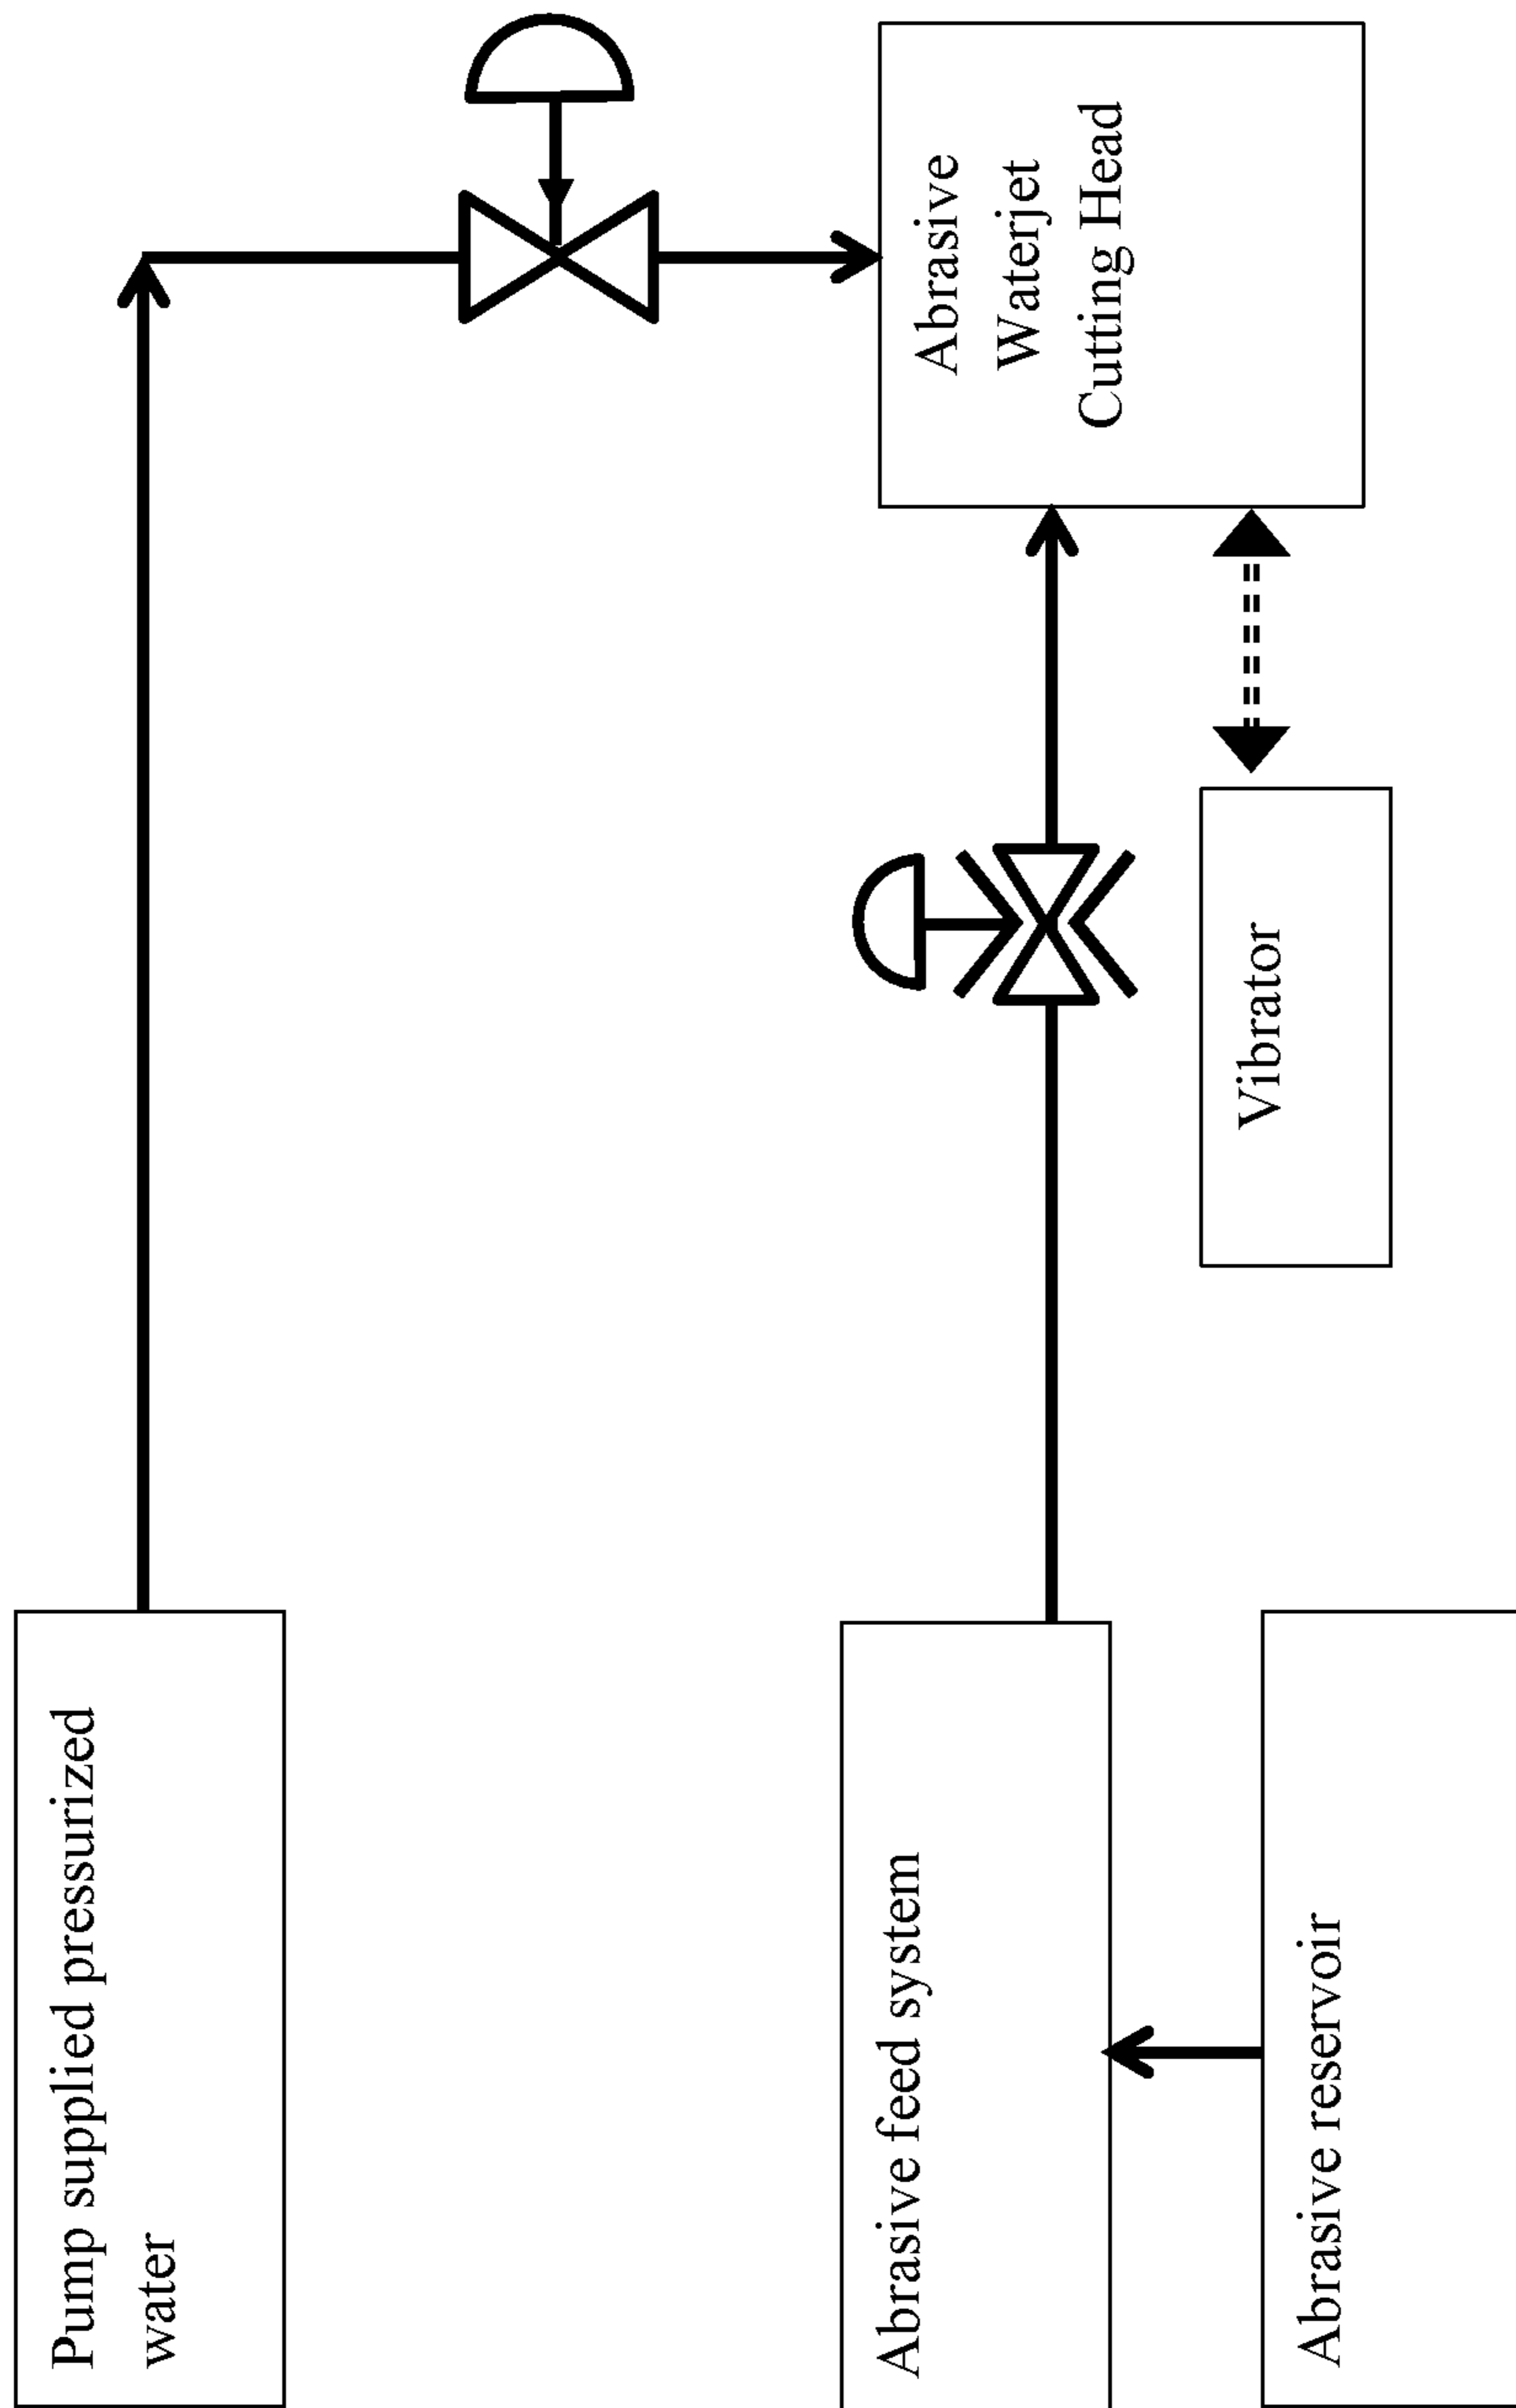 Pump supplied pressurized
water
Abrasive
Waterjet
Cutting Head
Abrasive feed system
Vibrator
Abrasive reservoir